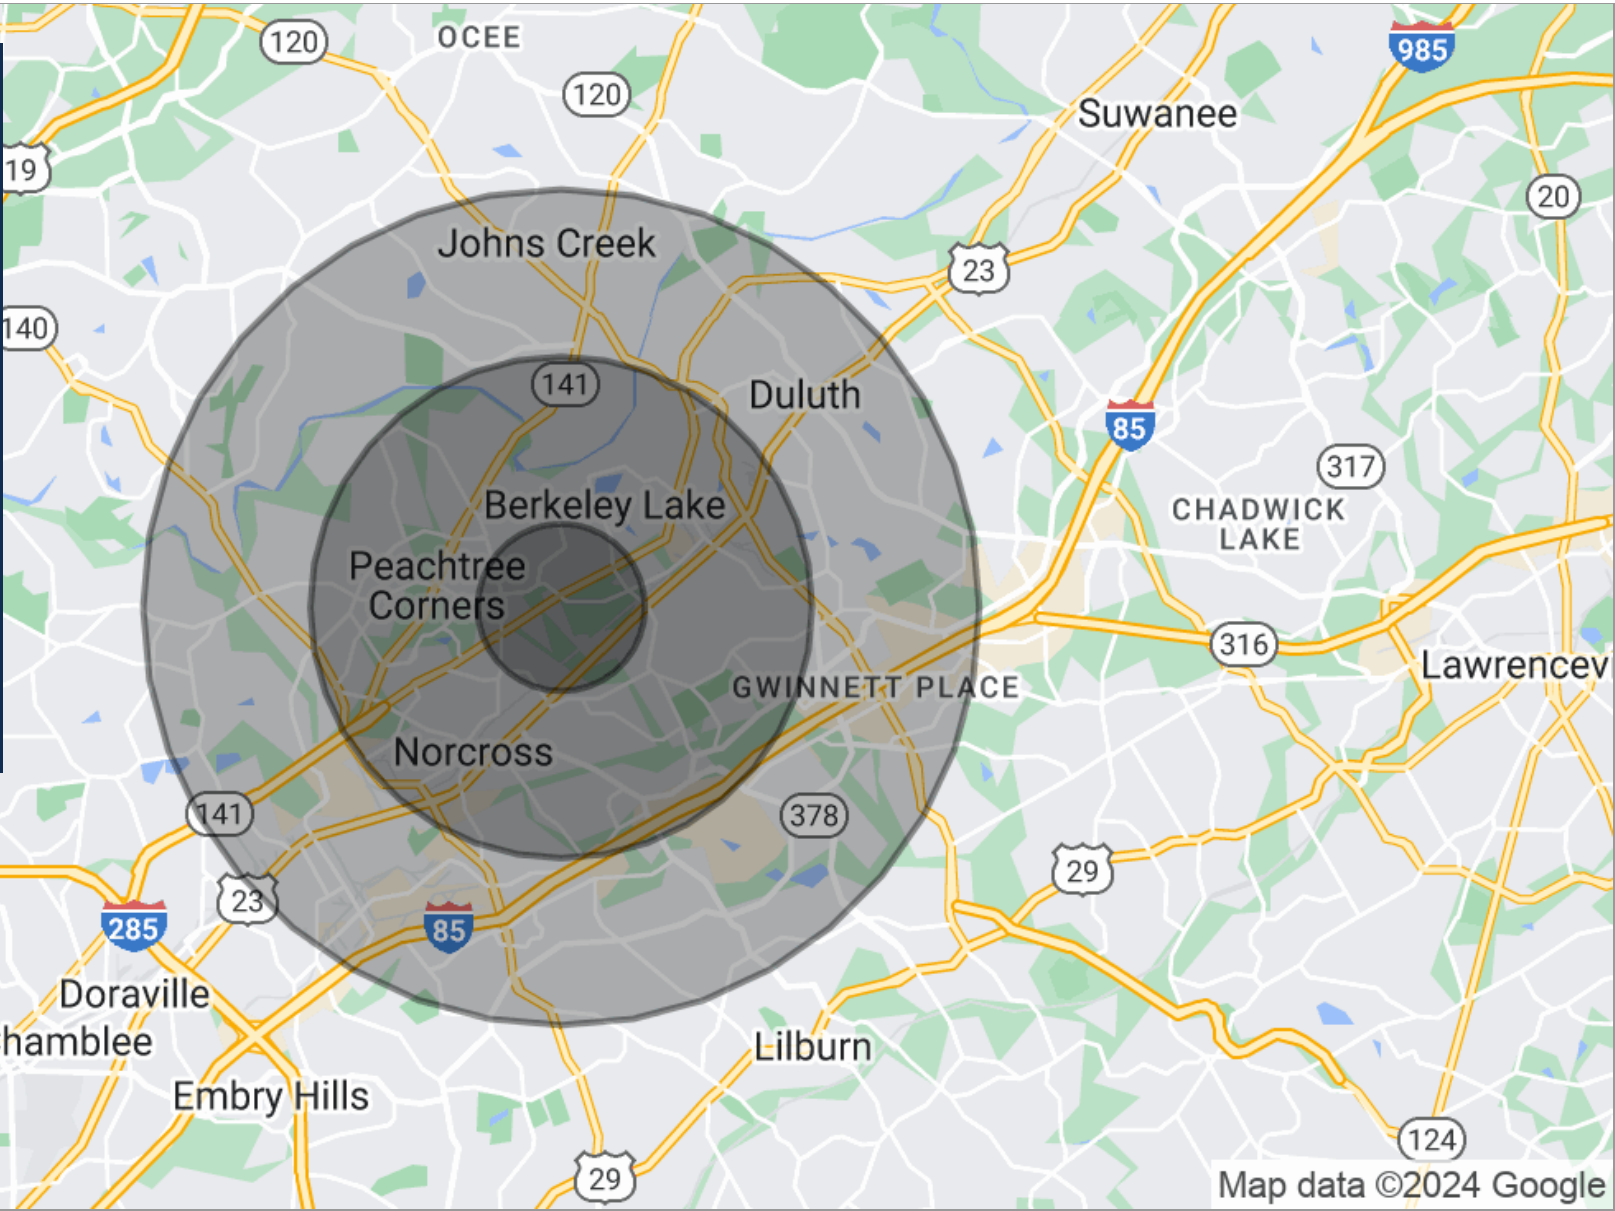 120
OCEE
985
120
Suwanee
19
20
Johns Creek
23
140
141
Duluth
85
317
Berkeley Lake
CHADWICK
LAKE
Peachtree
Corners
316
Lawrencev
GWINNETT PLACE
Norcross
141
378
29
23
285
85
Doraville
hamblee
Lilburn
Embry Hills
124
29
Map data ©2024 Google